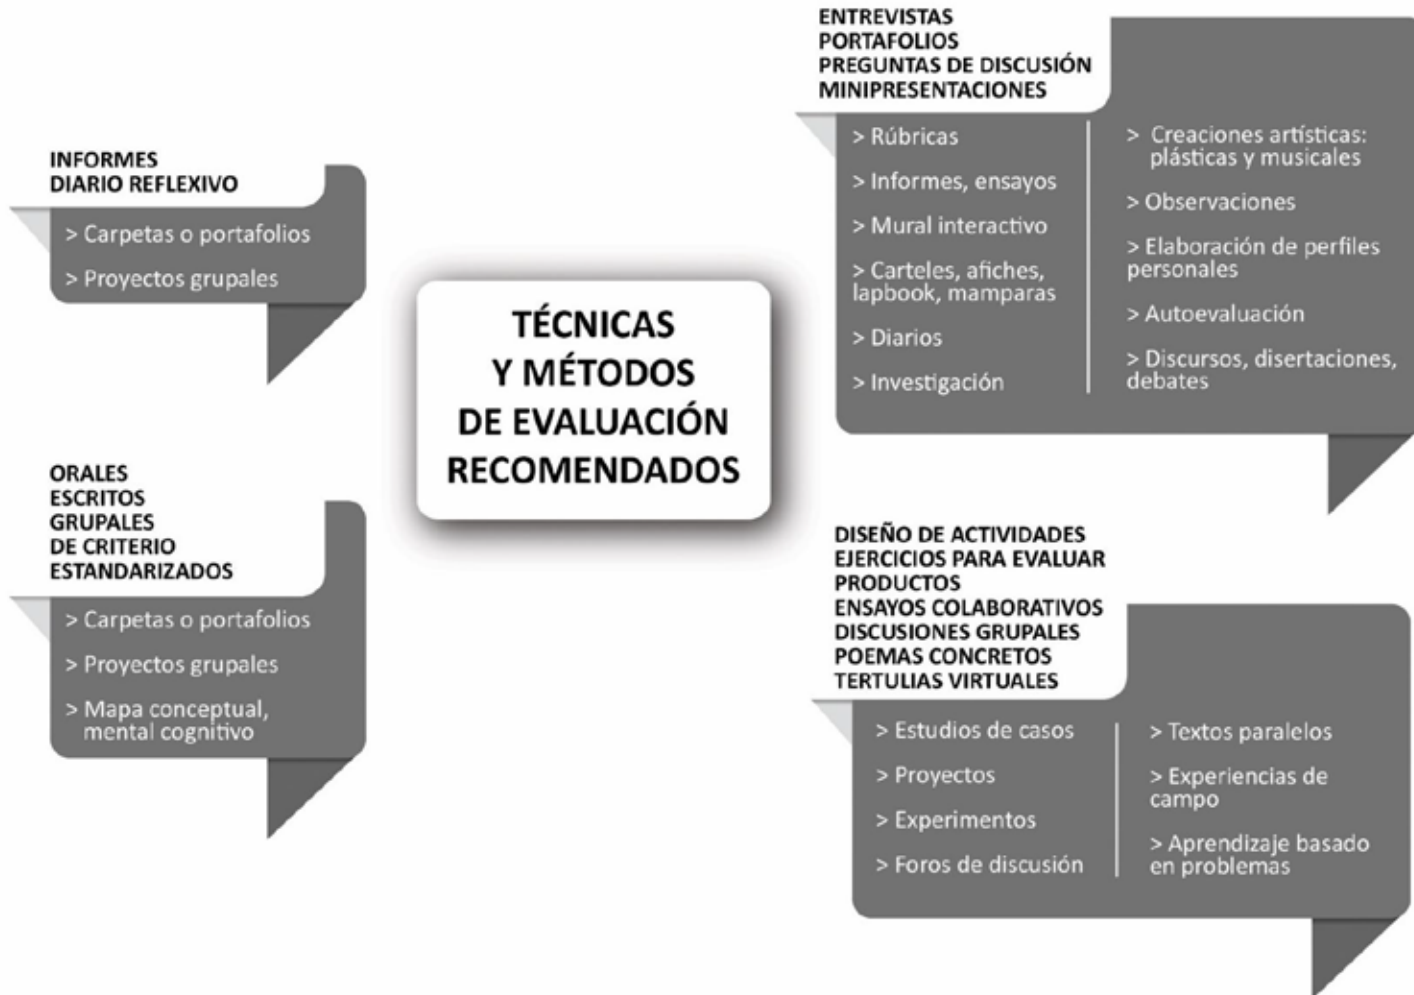 INFORMES
DIARIO REFLEXIVO
> Carpetas o portafolios
> Proyectos grupales
ORALES
ESCRITOS
GRUPALES
DE CRITERIO
ESTANDARIZADOS
> Carpetas o portafolios
> Proyectos grupales
> Mapa conceptual,
mental cognitivo
TÉCNICAS
Y MÉTODOS
DE EVALUACIÓN
RECOMENDADOS
ENTREVISTAS
PORTAFOLIOS
PREGUNTAS DE DISCUSIÓN
MINIPRESENTACIONES
> Rúbricas
> Informes, ensayos
> Mural interactivo
> Carteles, afiches,
lapbook, mamparas
> Diarios
> Investigación
> Creaciones artísticas:
plásticas y musicales
> Observaciones
> Elaboración de perfiles
personales
> Autoevaluación
> Discursos, disertaciones,
debates
DISEÑO DE ACTIVIDADES
EJERCICIOS PARA EVALUAR
PRODUCTOS
ENSAYOS COLABORATIVOS
DISCUSIONES GRUPALES
POEMAS CONCRETOS
TERTULIAS VIRTUALES
> Estudios de casos
> Proyectos
> Experimentos
> Foros de discusión
> Textos paralelos
> Experiencias de
campo
> Aprendizaje basado
en problemas